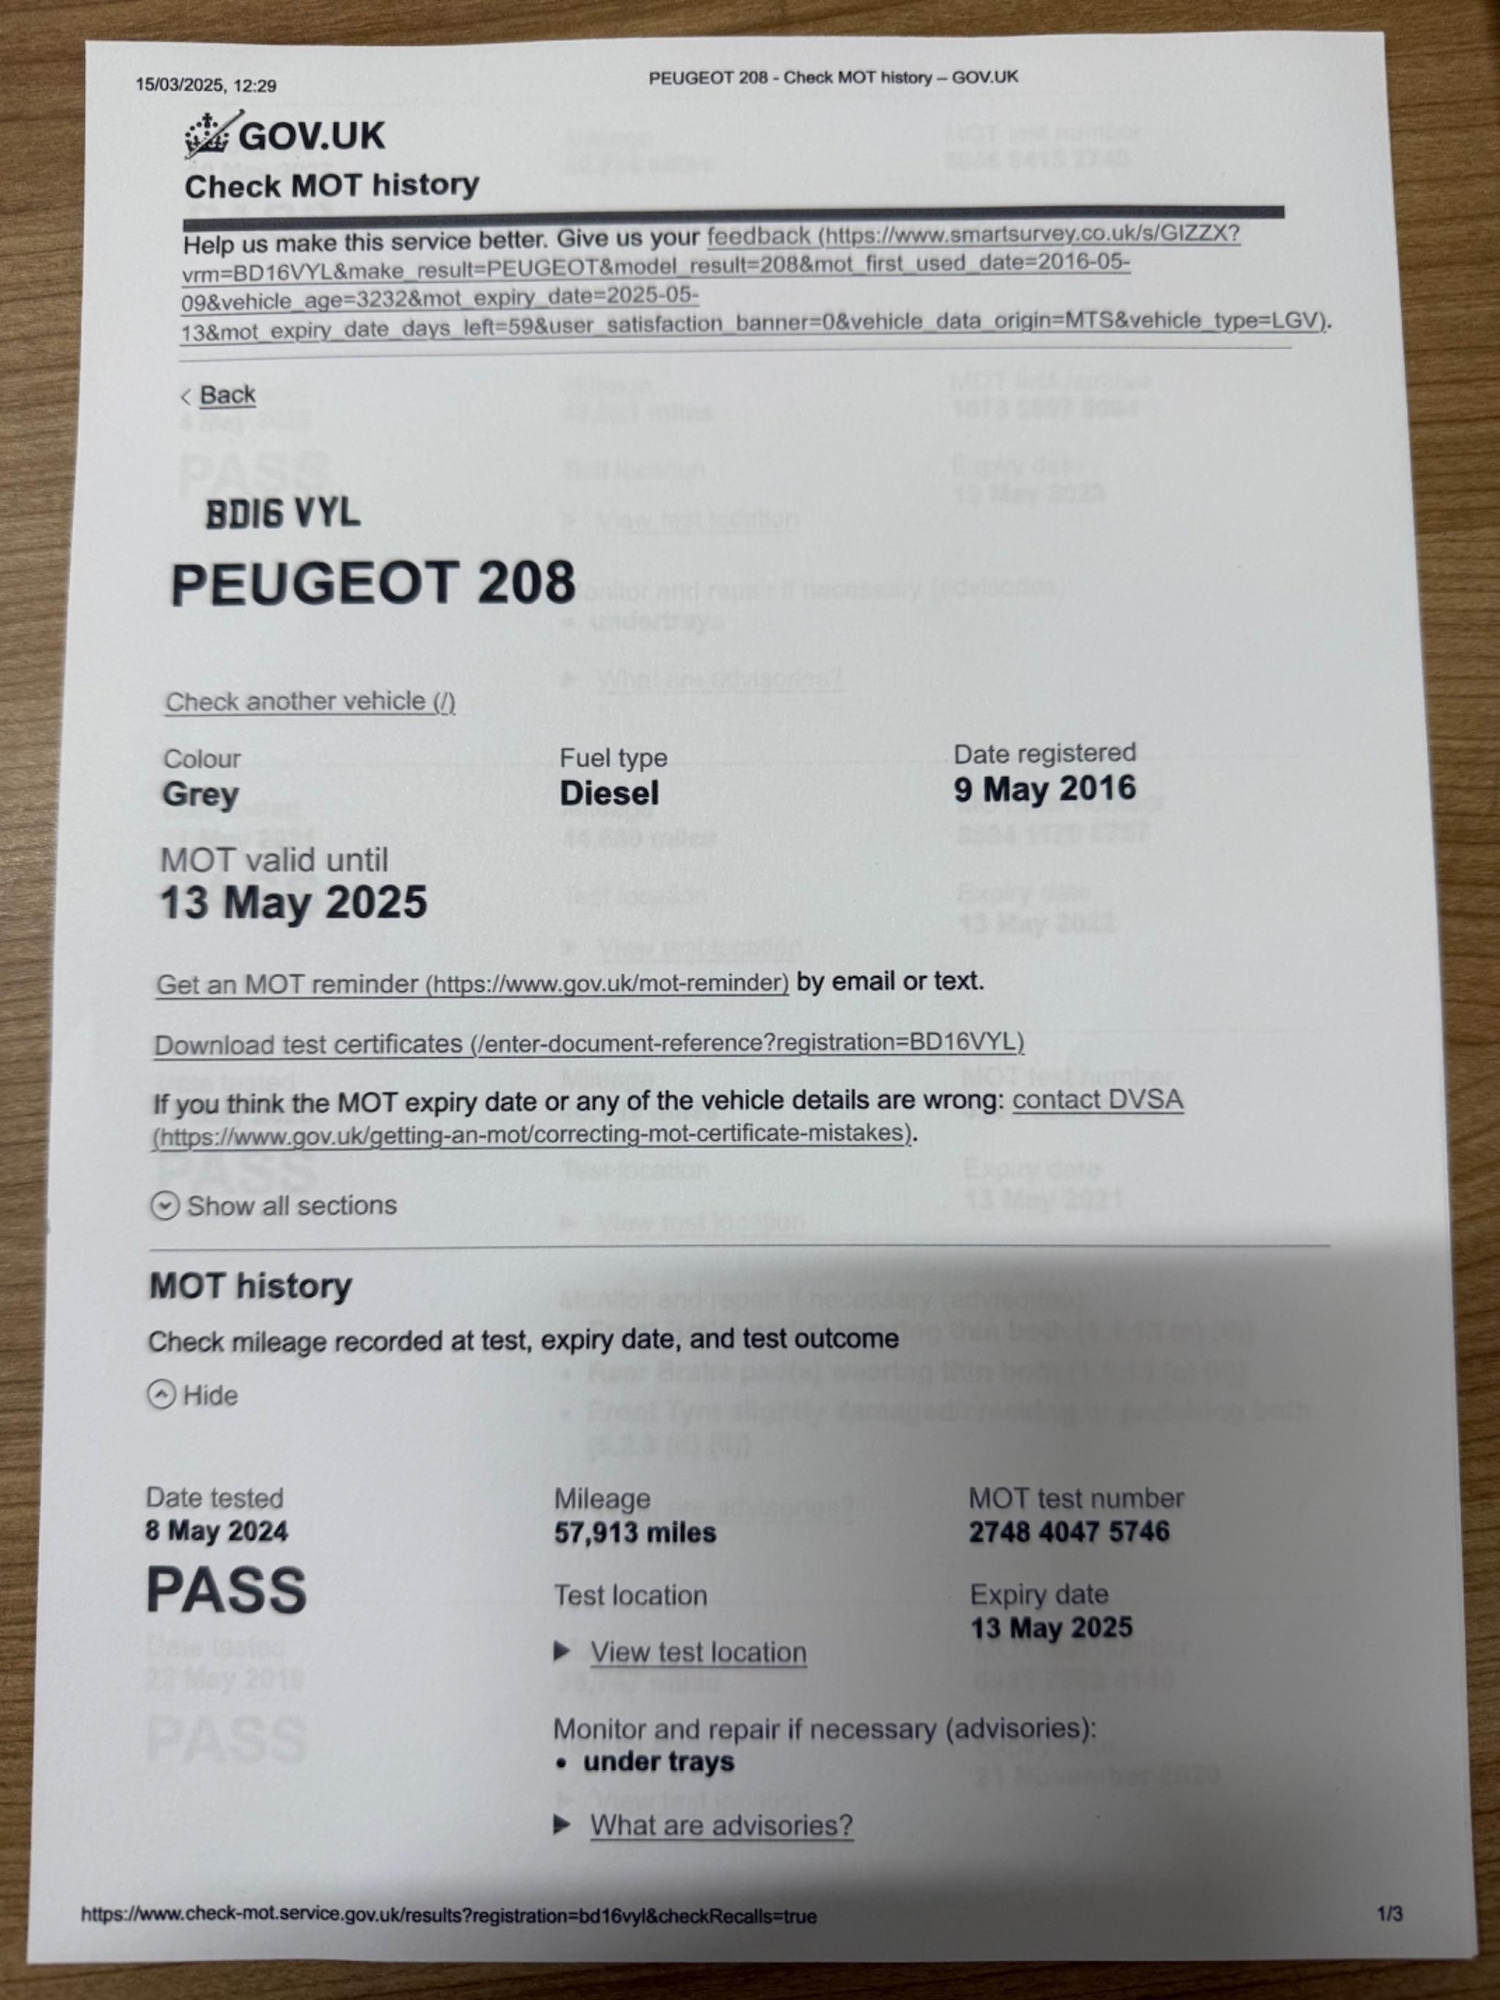 15/03/2025, 12:29
PEUGEOT 208 - Check MOT history – GOV.UK
GOV.UK
Check MOT history
Help us make this service better. Give us your feedback (https://www.smartsurvey.co.uk/s/GIZZX?
vrm=BD16VYL&make_result=PEUGEOT&model_result=208&mot_first_used_date=2016-05-
09&vehicle_age=3232&mot_expiry_date=2025-05-
13&mot_expiry_date_days_left=59&user_satisfaction_banner=0&vehicle_data_origin=MTS&vehicle_type=LGV).
< Back
BD16 VYL
PEUGEOT 208
Check another vehicle (/)
Colour Fuel type Date registered
Grey Diesel 9 May 2016
MOT valid until
13 May 2025
Get an MOT reminder (https://www.gov.uk/mot-reminder) by email or text.
Download test certificates (/enter-document-reference?registration=BD16VYL)
If you think the MOT expiry date or any of the vehicle details are wrong: contact DVSA
(https://www.gov.uk/getting-an-mot/correcting-mot-certificate-mistakes).
Show all sections
MOT history
Check mileage recorded at test, expiry date, and test outcome
Hide
Date tested Mileage MOT test number
8 May 2024 57,913 miles 2748 4047 5746
PASS Test location Expiry date
13 May 2025
▶ View test location
Monitor and repair if necessary (advisories):
• under trays
▶ What are advisories?
https://www.check-mot.service.gov.uk/results?registration=bd16vyl&checkRecalls=true
1/3